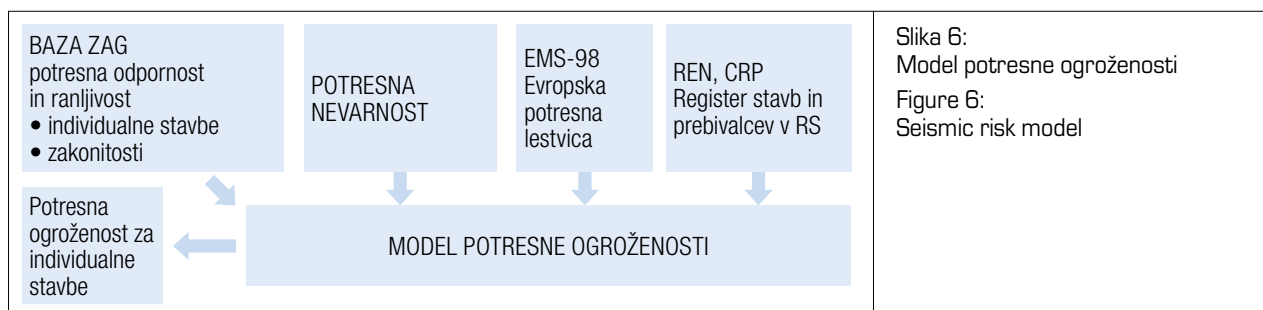 BAZA ZAG
potresna odpornost
in ranljivost
• individualne stavbe
• zakonitosti
POTRESNA
NEVARNOST
EMS-98
Evropska
potresna
lestvica
REN, CRP
Register stavb in
prebivalcev v RS
Potresna
ogroženost za
individualne
stavbe
MODEL POTRESNE OGROŽENOSTI
Slika 6:
Model potresne ogroženosti
Figure 6:
Seismic risk model